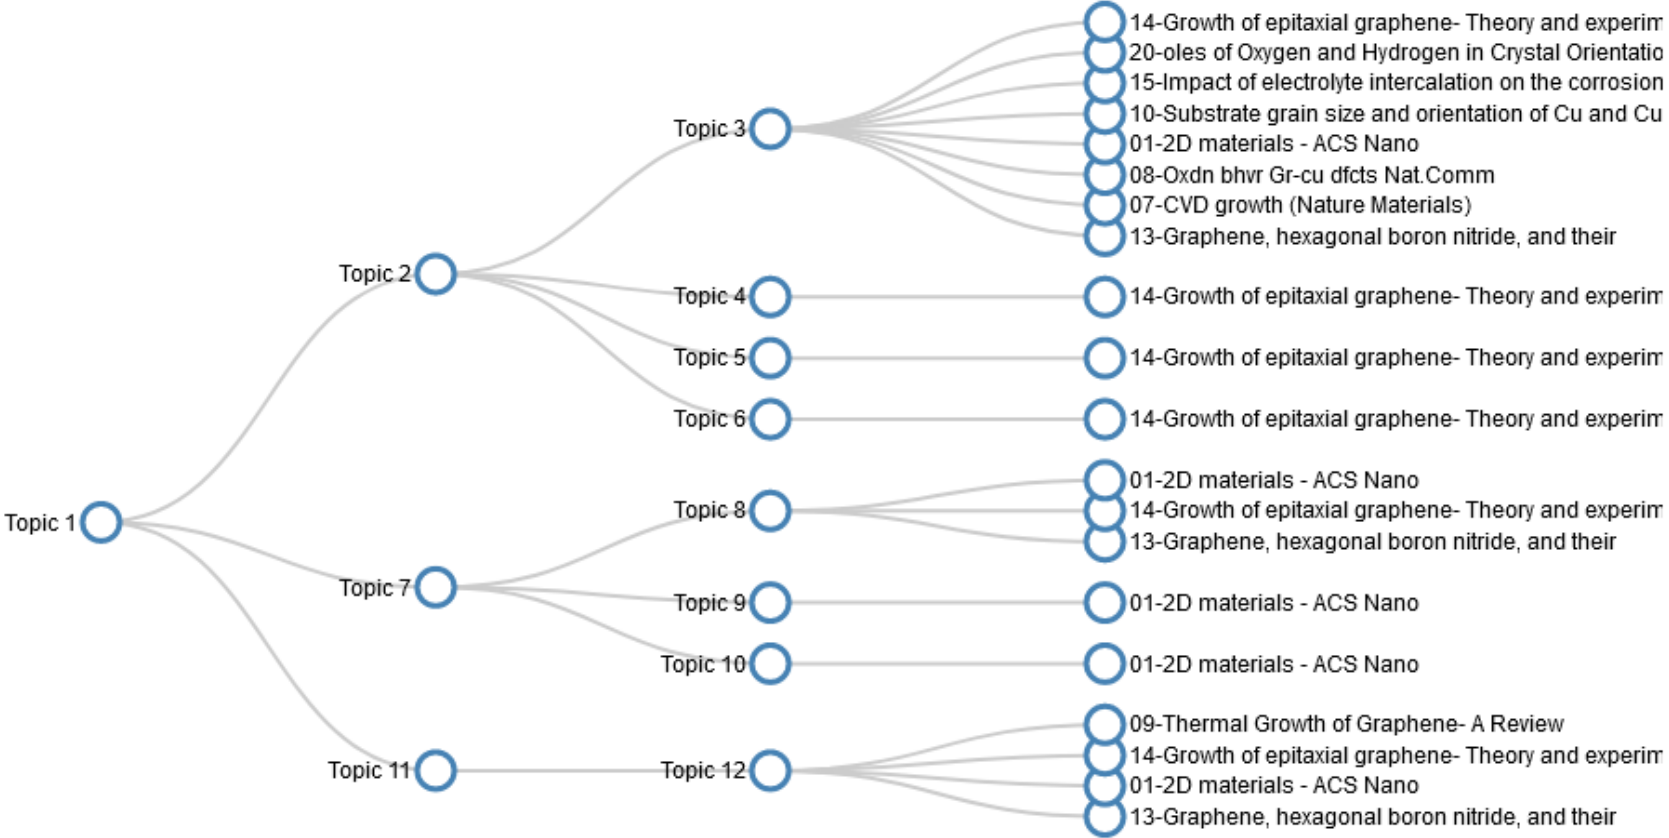 14-Growth of epitaxial graphene- Theory and experim
20-oles of Oxygen and Hydrogen in Crystal Orientatio
15-Impact of electrolyte intercalation on the corrosion
10-Substrate grain size and orientation of Cu and Cu
Topic 3
01-2D materials - ACS Nano
08-Oxdn bhvr Gr-cu dfcts Nat.Comm
07-CVD growth (Nature Materials)
13-Graphene, hexagonal boron nitride, and their
Topic 2
Topic 4
14-Growth of epitaxial graphene- Theory and experim
Topic 5
14-Growth of epitaxial graphene- Theory and experim
Topic 6
14-Growth of epitaxial graphene- Theory and experim
01-2D materials - ACS Nano
Topic 8
14-Growth of epitaxial graphene- Theory and experim
Topic 1
13-Graphene, hexagonal boron nitride, and their
Topic 7
Topic 9
01-2D materials - ACS Nano
Topic 10
01-2D materials - ACS Nano
09-Thermal Growth of Graphene- A Review
14-Growth of epitaxial graphene- Theory and experim
Topic 11
Topic 12
01-2D materials - ACS Nano
13-Graphene, hexagonal boron nitride, and their